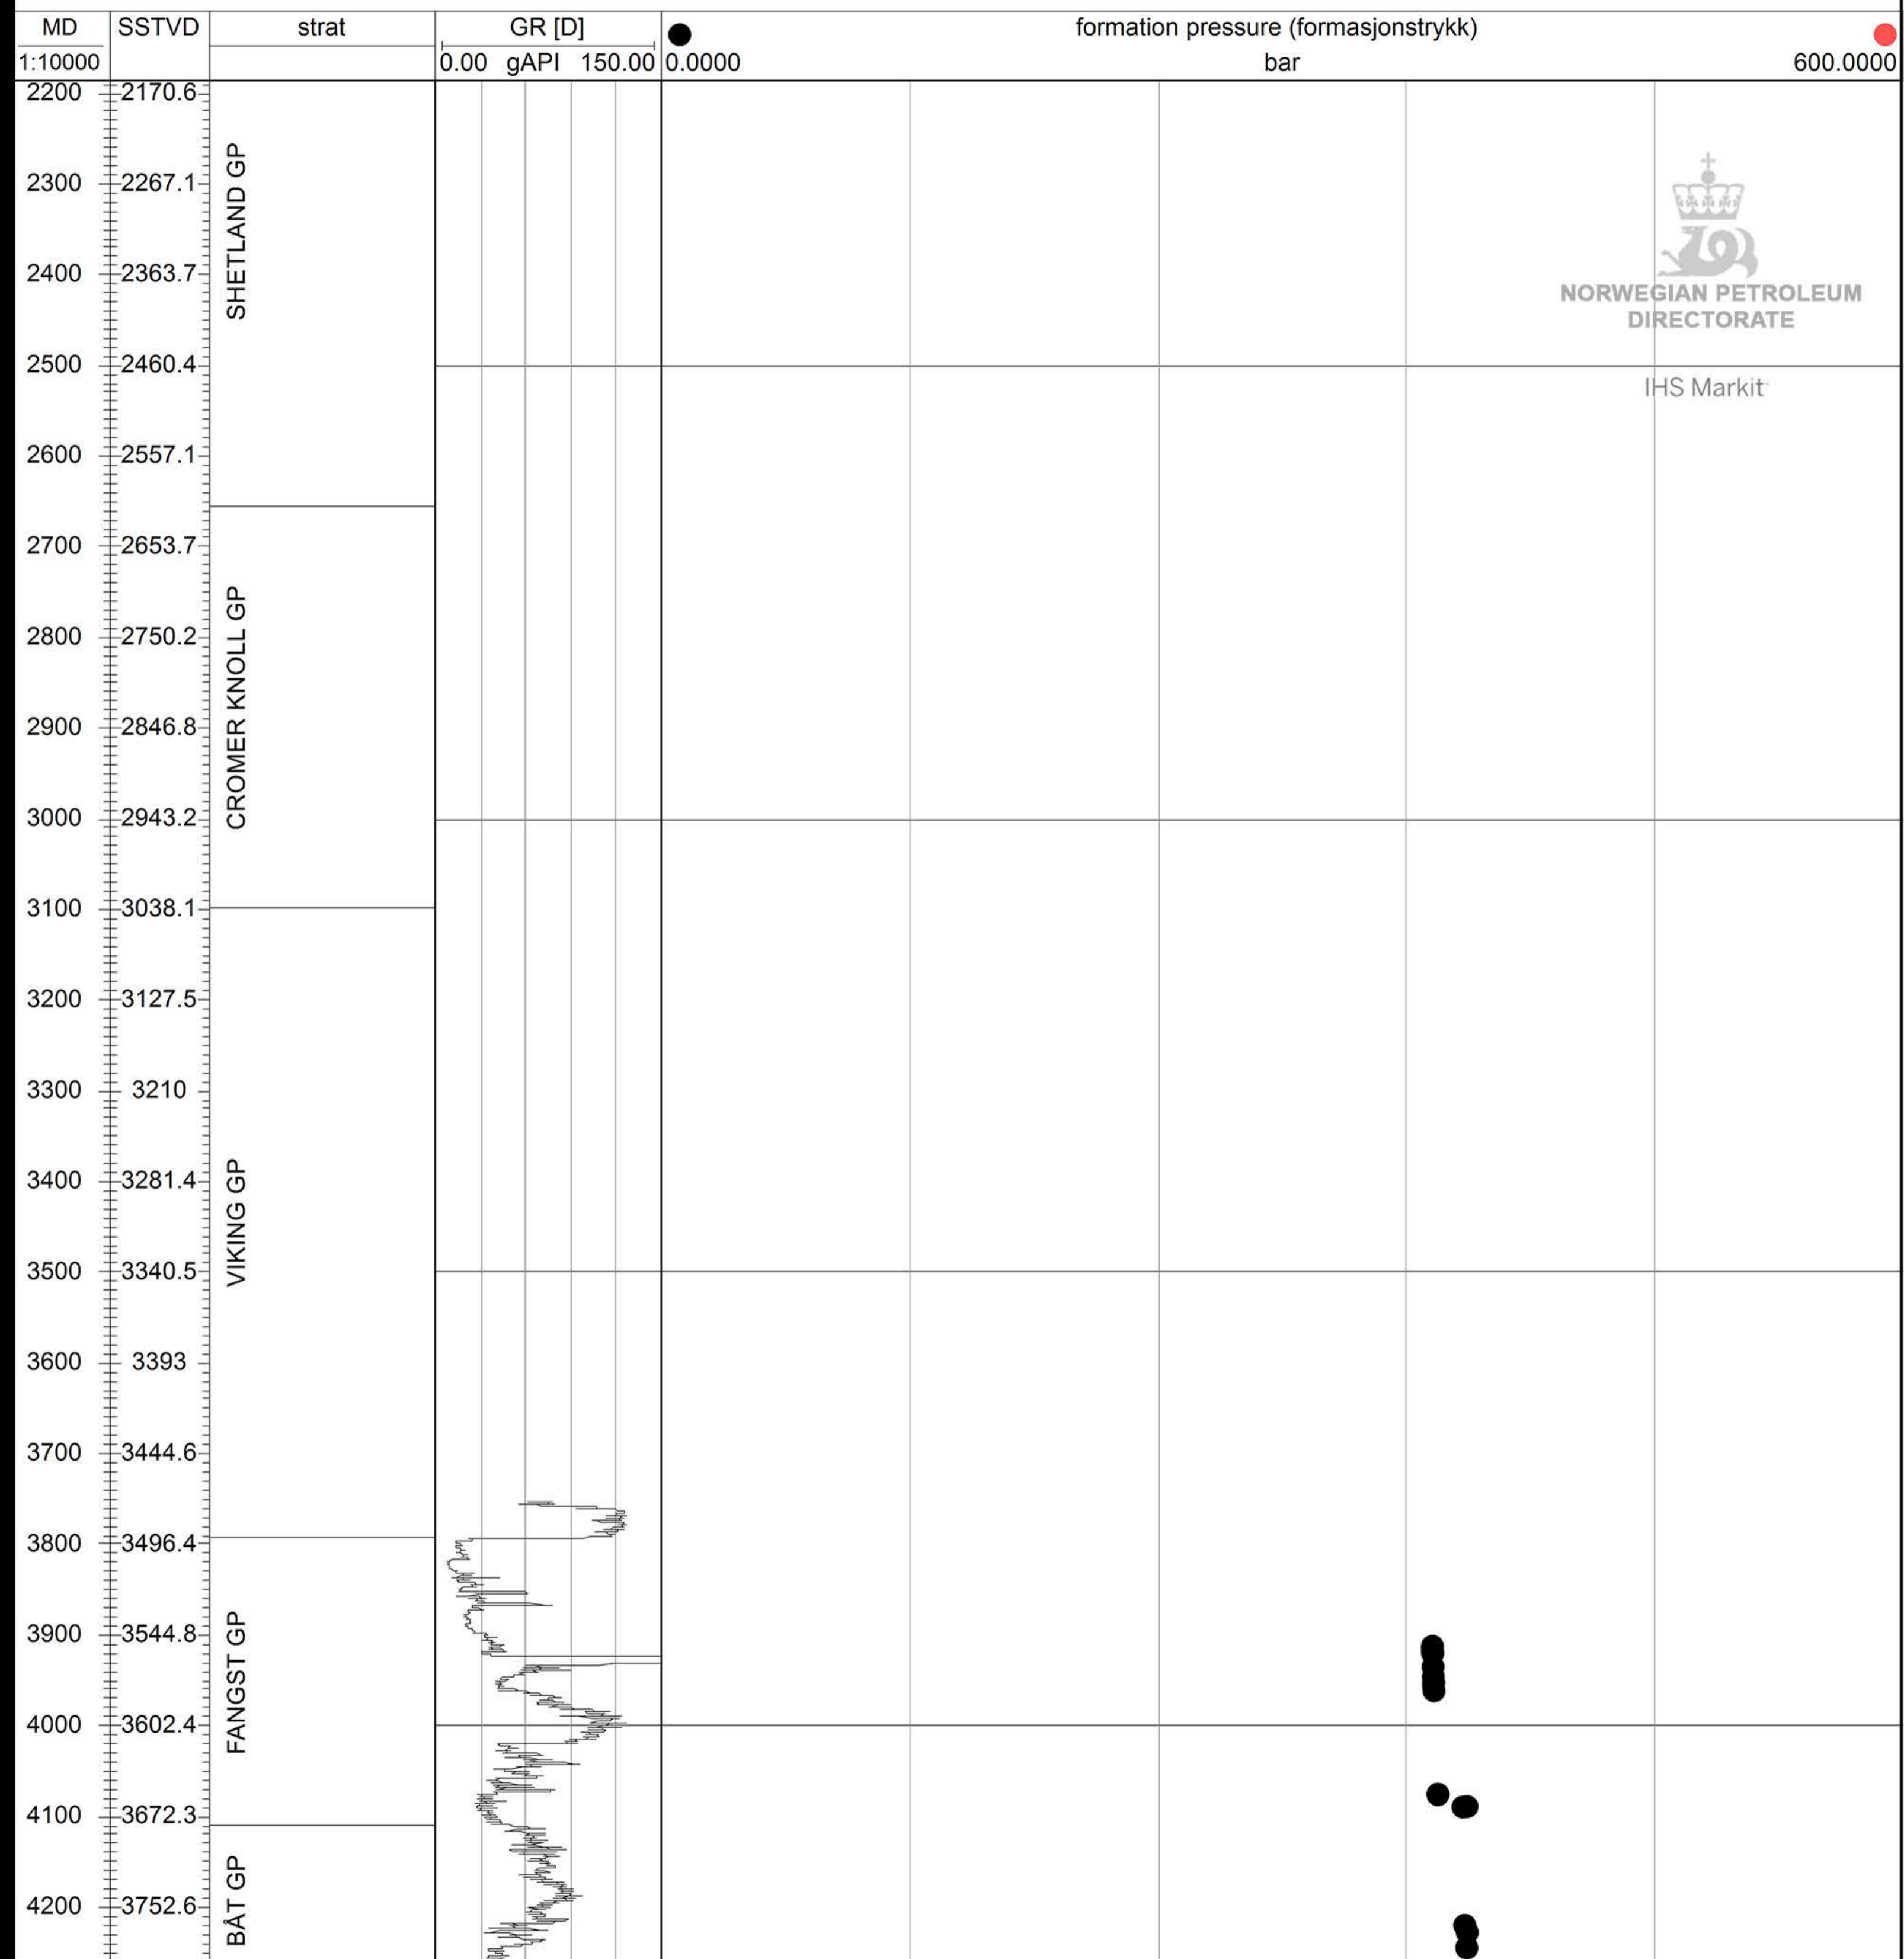 MD SSTVD strat GR [D] formation pressure (formasjonstrykk)
1:10000 0.00 gAPI 150.00 0.0000 bar 600.0000
2200 2170.6
SHETLAND GP
2300 2267.1
2400 2363.7
NORWEGIAN PETROLEUM
DIRECTORATE
2500 2460.4
IHS Markit
2600 2557.1
2700 2653.7
CROMER KNOLL GP
2800 2750.2
2900 2846.8
3000 2943.2
3100 3038.1
3200 3127.5
3300 3210
VIKING GP
3400 3281.4
3500 3340.5
3600 3393
3700 3444.6
3800 3496.4
FANGST GP
3900 3544.8
4000 3602.4
4100 3672.3
BÅT GP
4200 3752.6